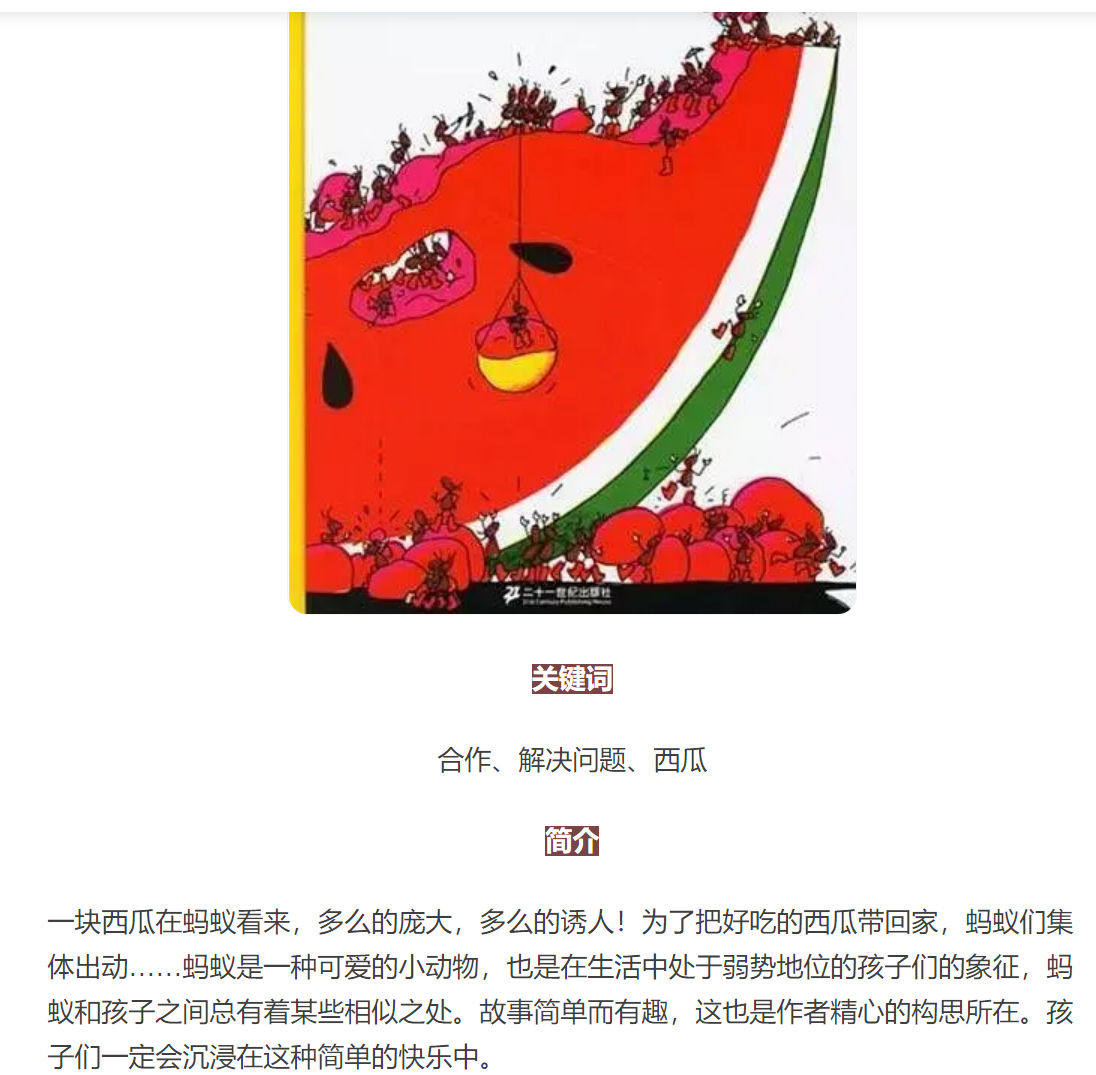 二十一世纪出版社
21st Century Publishing House
关键词
合作、解决问题、西瓜
简介
一块西瓜在蚂蚁看来，多么的庞大，多么的诱人！为了把好吃的西瓜带回家，蚂蚁们集
体出动……蚂蚁是一种可爱的小动物，也是在生活中处于弱势地位的孩子们的象征，蚂
蚁和孩子之间总有着某些相似之处。故事简单而有趣，这也是作者精心的构思所在。孩
子们一定会沉浸在这种简单的快乐中。